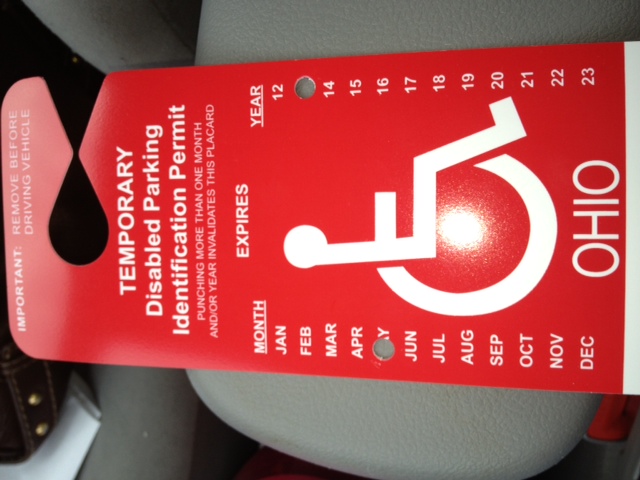 IMPORTANT: REMOVE BEFORE
DRIVING VEHICLE
TEMPORARY
Disabled Parking
Identification Permit
PUNCHING MORE THAN ONE MONTH
AND/OR YEAR INVALIDATES THIS PLACARD
EXPIRES
MONTH YEAR
JAN 12
FEB
MAR 14
APR 15
Y 16
JUN 17
JUL 18
AUG 19
SEP 20
OCT 21
NOV 22
DEC 23
OHIO